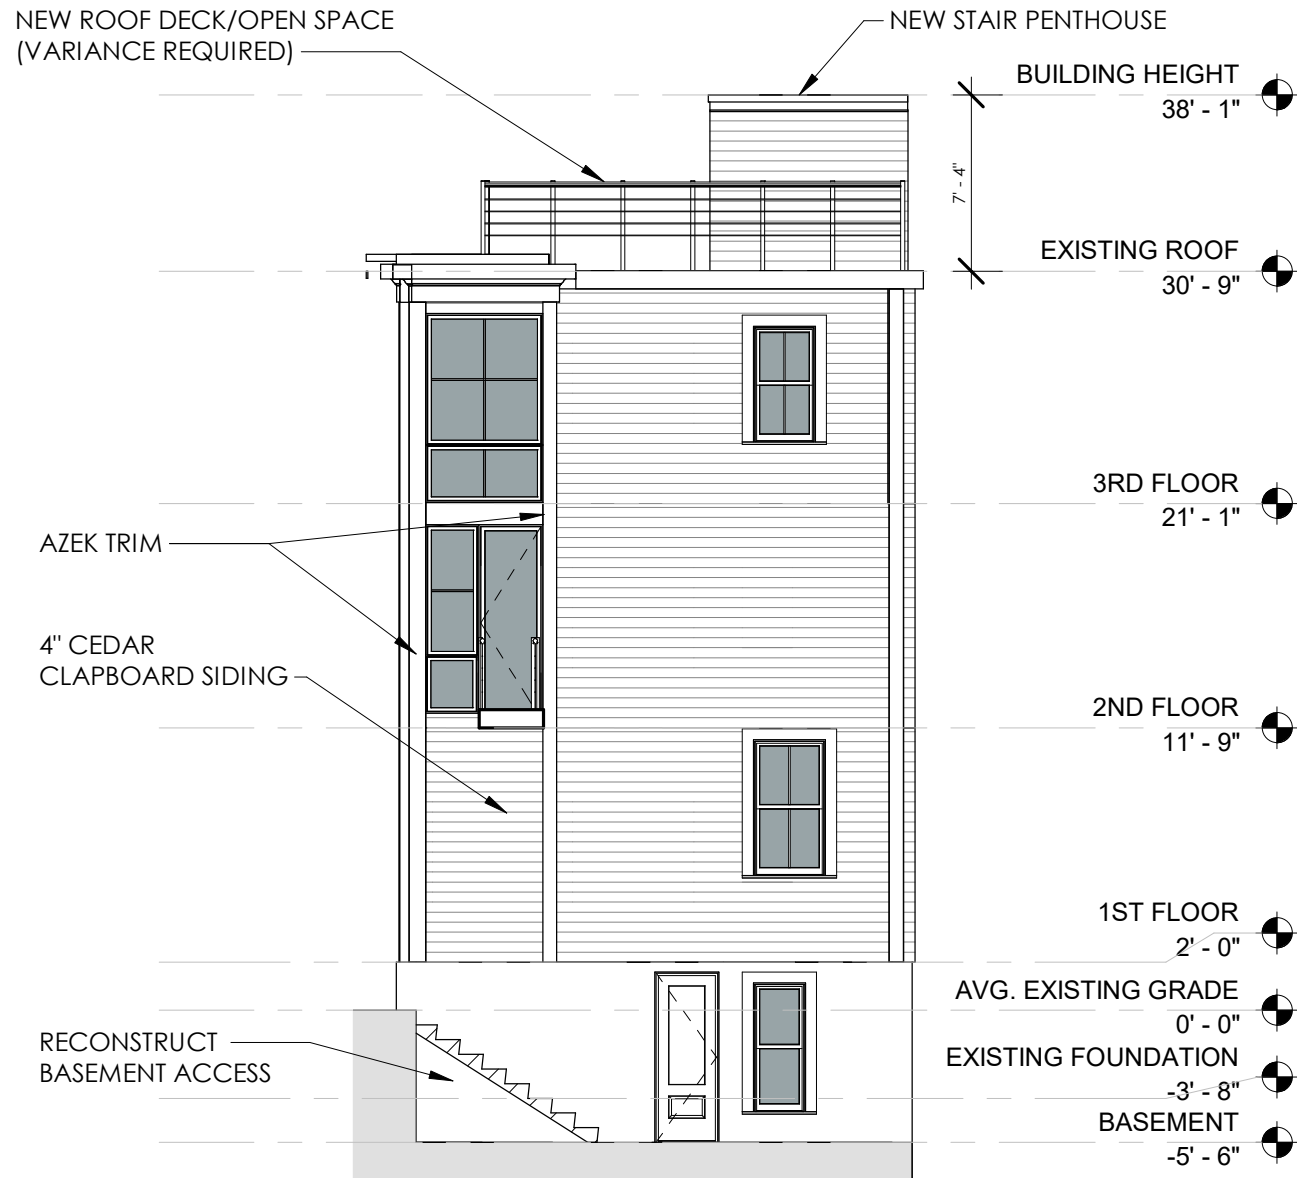 NEW ROOF DECK/OPEN SPACE
(VARIANCE REQUIRED)
NEW STAIR PENTHOUSE
BUILDING HEIGHT
38' - 1"
7' - 4"
EXISTING ROOF
30' - 9"
3RD FLOOR
21' - 1"
AZEK TRIM
4" CEDAR
CLAPBOARD SIDING
2ND FLOOR
11' - 9"
1ST FLOOR
2' - 0"
AVG. EXISTING GRADE
0' - 0"
RECONSTRUCT
BASEMENT ACCESS
EXISTING FOUNDATION
-3' - 8"
BASEMENT
-5' - 6"